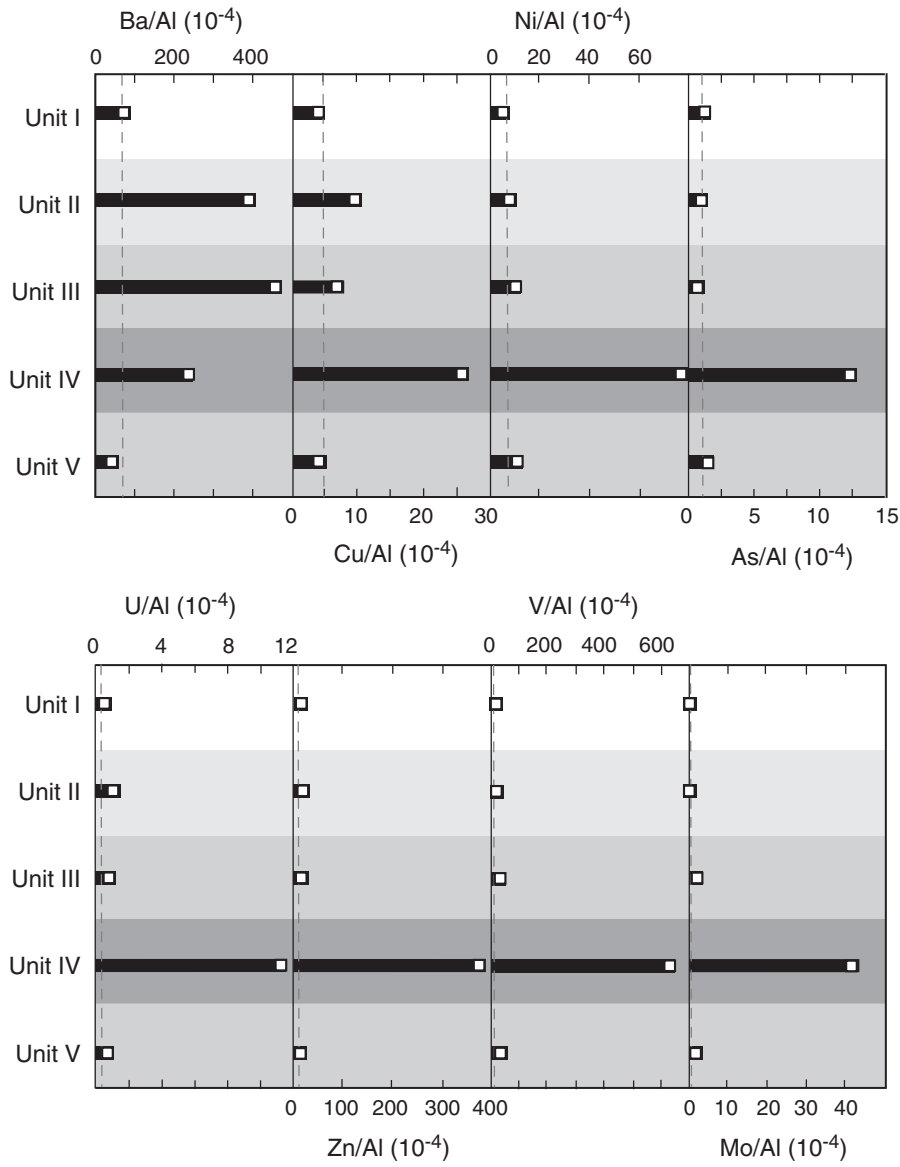 Ba/Al (10⁻⁴) Ni/Al (10⁻⁴)
0 200 400 0 20 40 60
Unit I
Unit II
Unit III
Unit IV
Unit V
0 10 20 30 0 5 10 15
Cu/Al (10⁻⁴) As/Al (10⁻⁴)
U/Al (10⁻⁴) V/Al (10⁻⁴)
0 4 8 12 0 200 400 600
Unit I
Unit II
Unit III
Unit IV
Unit V
0 100 200 300 400 0 10 20 30 40
Zn/Al (10⁻⁴) Mo/Al (10⁻⁴)